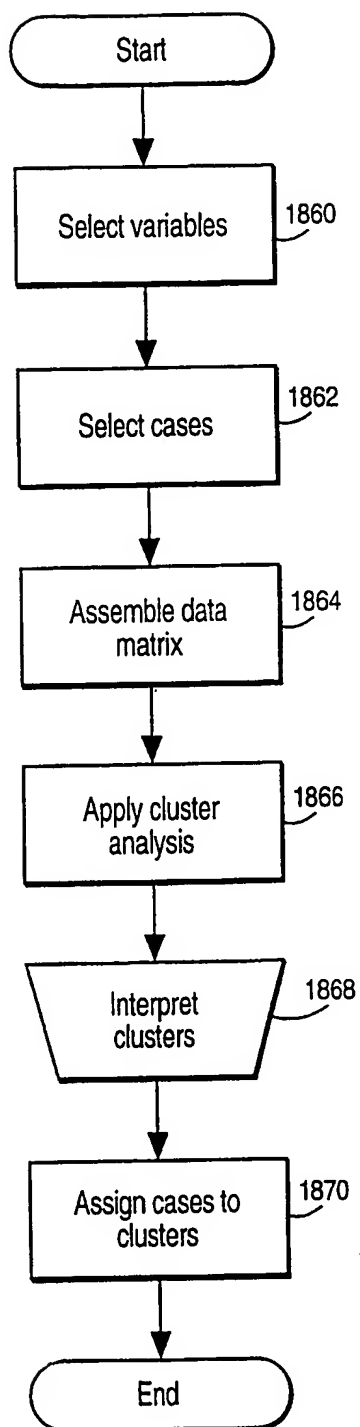 Start
Select variables
1860
Select cases
1862
Assemble data
matrix
1864
Apply cluster
analysis
1866
Interpret
clusters
1868
Assign cases to
clusters
1870
End